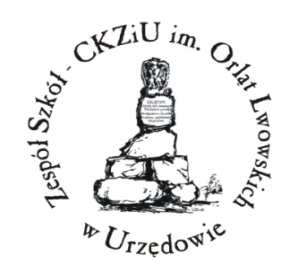 Zespół Szkół - CKZiU im. Orląt Lwowskich
w Urzędowie